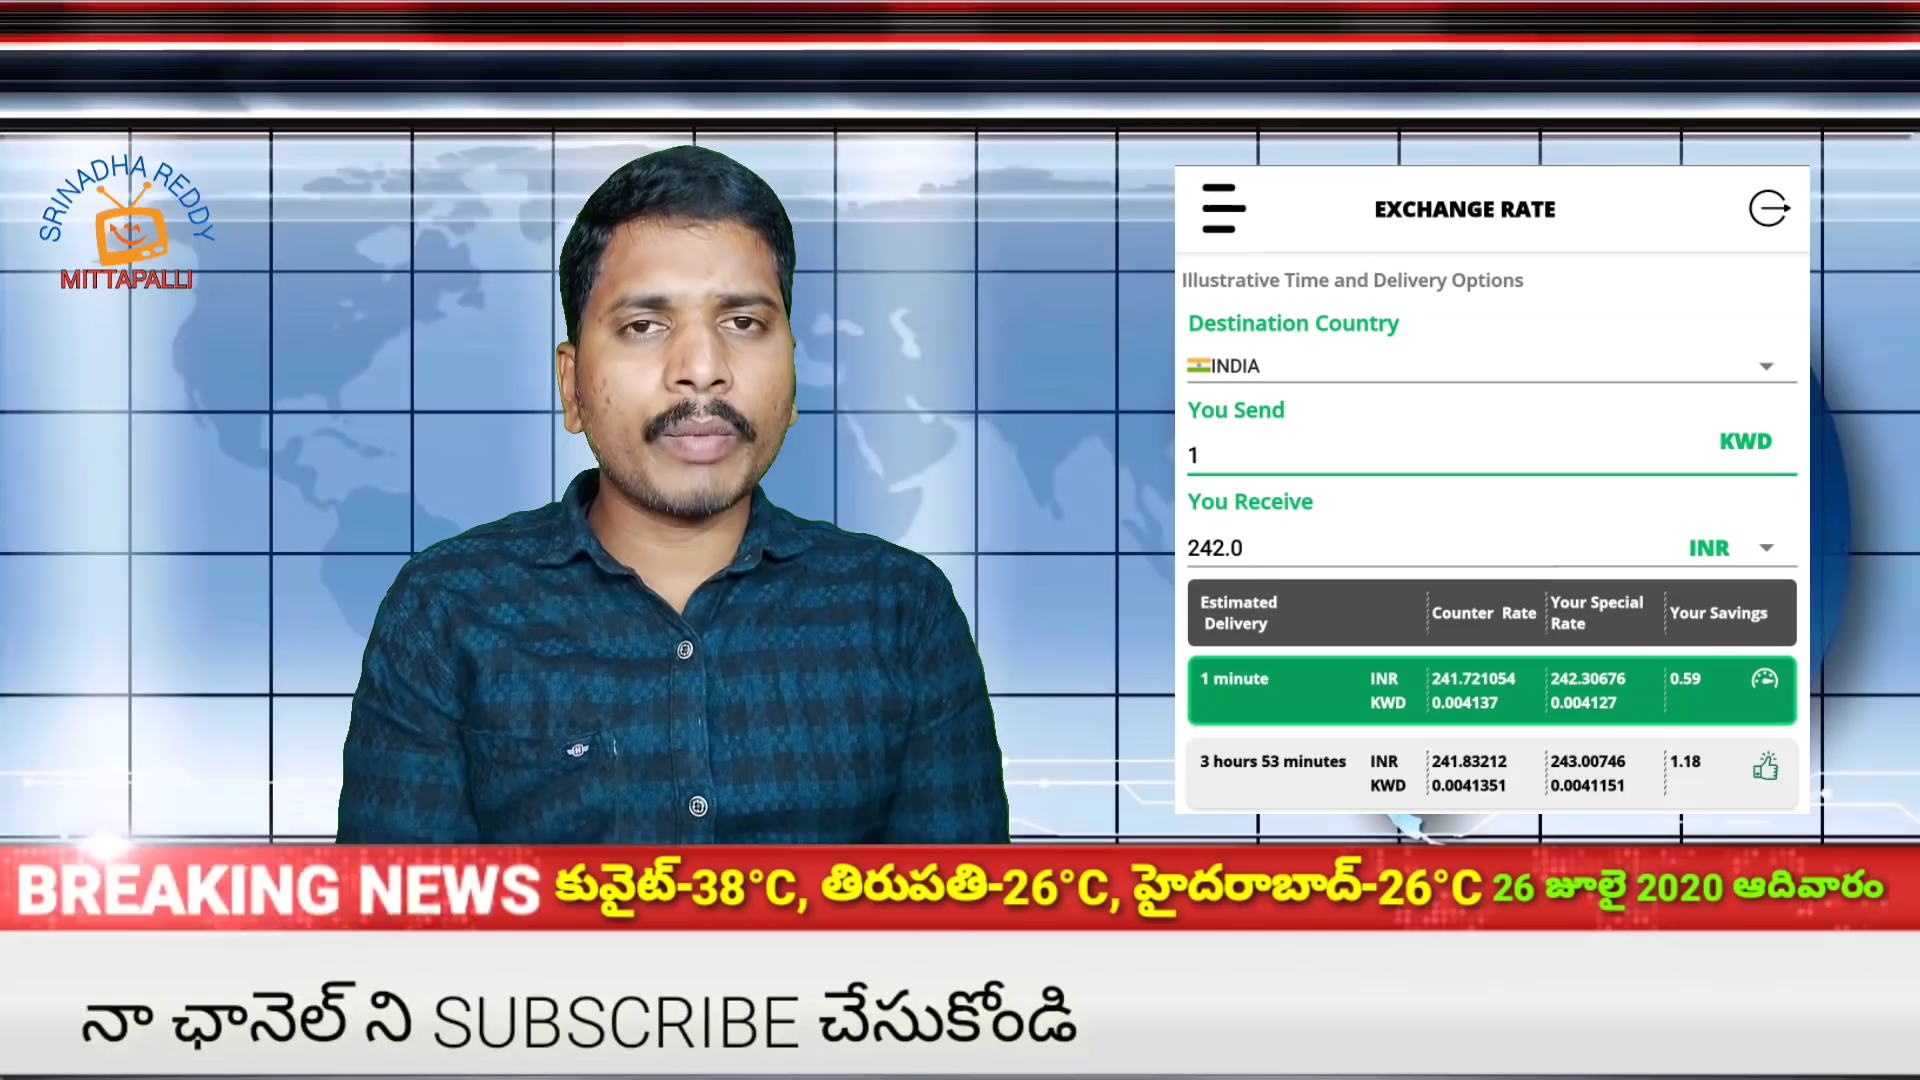 SRINADHA REDDY
MITTAPALLI
EXCHANGE RATE
Illustrative Time and Delivery Options
Destination Country
INDIA
You Send
1 KWD
You Receive
242.0 INR
Estimated Delivery Counter Rate Your Special Rate Your Savings
1 minute INR 241.721054 242.30676 0.59
KWD 0.004137 0.004127
3 hours 53 minutes INR 241.83212 243.00746 1.18
KWD 0.0041351 0.0041151
BREAKING NEWS కువైట్-38°C, తిరుపతి-26°C, హైదరాబాద్-26°C 26 జూలై 2020 ఆదివారం
నా ఛానెల్ ని SUBSCRIBE చేసుకోండి